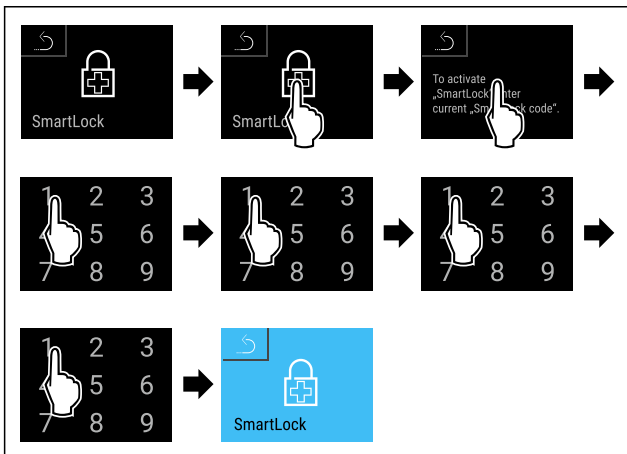 SmartLock
SmartLo
To activate
„SmartLock" enter
current „Sm ck code".
1 2 3
5 6
7 8 9
1 2 3
5 6
7 8 9
1 2 3
5 6
7 8 9
1 2 3
5 6
7 8 9
SmartLock